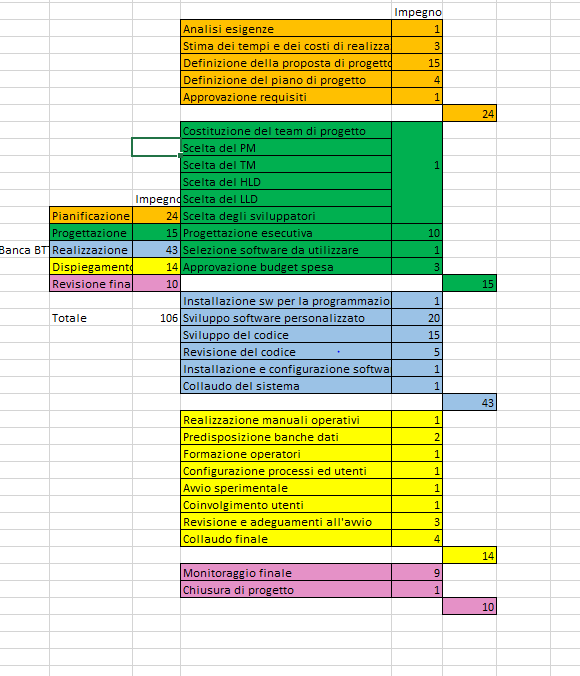 Impegno
Analisi esigenze 1
Stima dei tempi e dei costi di realizza 3
Definizione della proposta di progetto 15
Definizione del piano di progetto 4
Approvazione requisiti 1
24
Costituzione del team di progetto
Scelta del PM
Scelta del TM 1
Scelta del HLD
Impegno Scelta del LLD
Pianificazione 24 Scelta degli sviluppatori
Progettazione 15 Progettazione esecutiva 10
Banca BT Realizzazione 43 Selezione software da utilizzare 1
Dispiegamento 14 Approvazione budget spesa 3
Revisione fina 10 15
Installazione sw per la programmazio 1
Totale 106 Sviluppo software personalizzato 20
Sviluppo del codice 15
Revisione del codice 5
Installazione e configurazione softwa 1
Collaudo del sistema 1
43
Realizzazione manuali operativi 1
Predisposizione banche dati 2
Formazione operatori 1
Configurazione processi ed utenti 1
Avvio sperimentale 1
Coinvolgimento utenti 1
Revisione e adeguamenti all'avvio 3
Collaudo finale 4
14
Monitoraggio finale 9
Chiusura di progetto 1
10